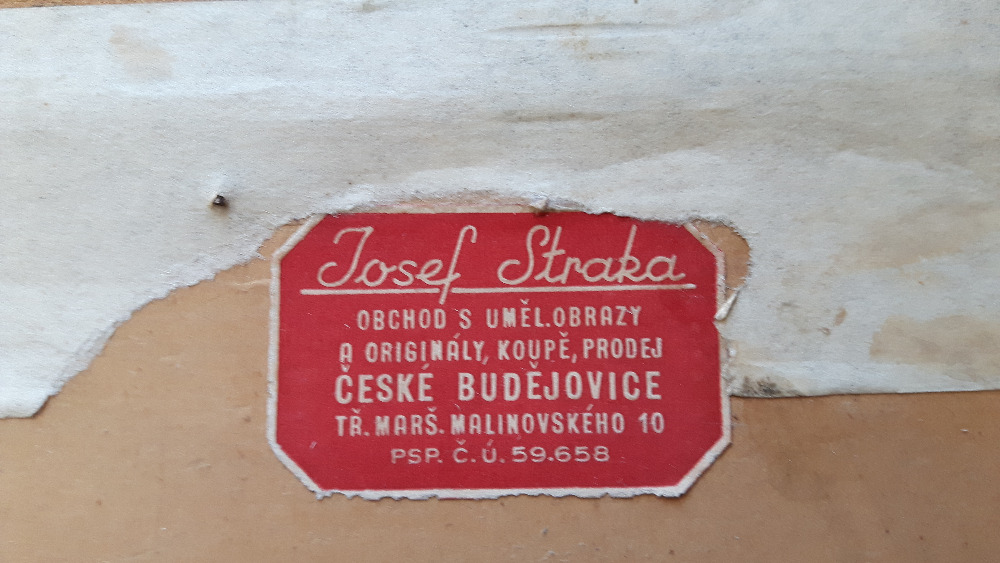 Josef Straka
OBCHOD S UMĚL.OBRAZY
A ORIGINÁLY, KOUPĚ, PRODEJ
ČESKÉ BUDĚJOVICE
TŘ. MARŠ. MALINOVSKÉHO 10
PSP. Č. Ú. 59.658